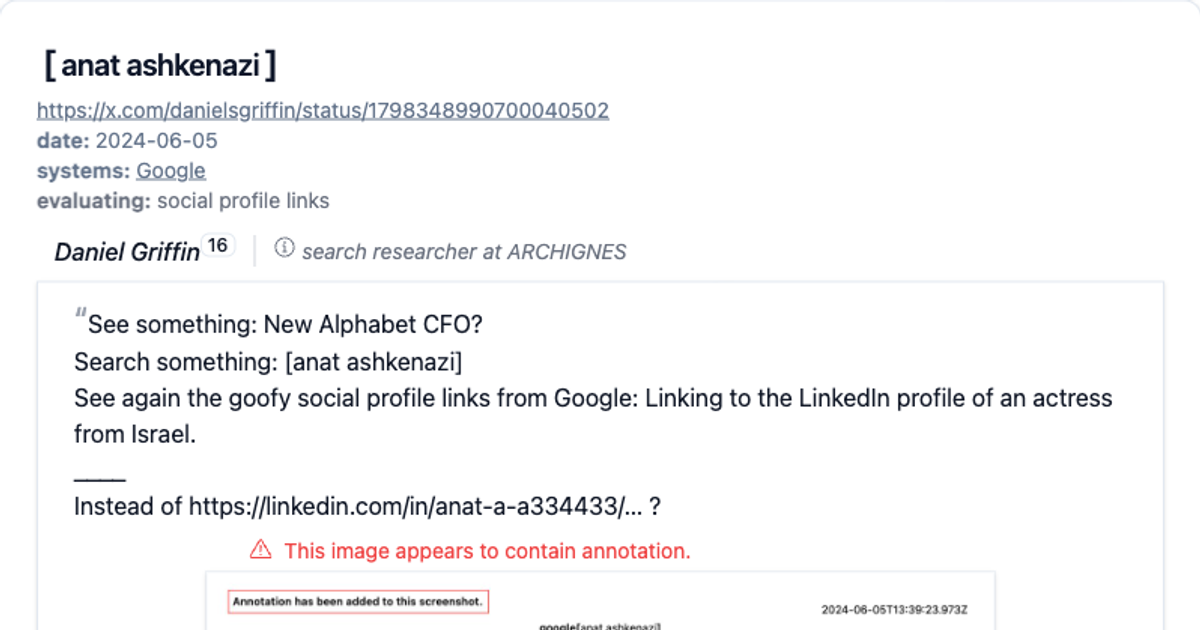 [ anat ashkenazi ]
https://x.com/danielsgriffin/status/1798348990700040502
date: 2024-06-05
systems: Google
evaluating: social profile links
Daniel Griffin 16 search researcher at ARCHIGNES
"See something: New Alphabet CFO?
Search something: [anat ashkenazi]
See again the goofy social profile links from Google: Linking to the LinkedIn profile of an actress
from Israel.
____
Instead of https://linkedin.com/in/anat-a-a334433/... ?
This image appears to contain annotation.
Annotation has been added to this screenshot.
2024-06-05T13:39:23.973Z
google[anat ashkenazi]